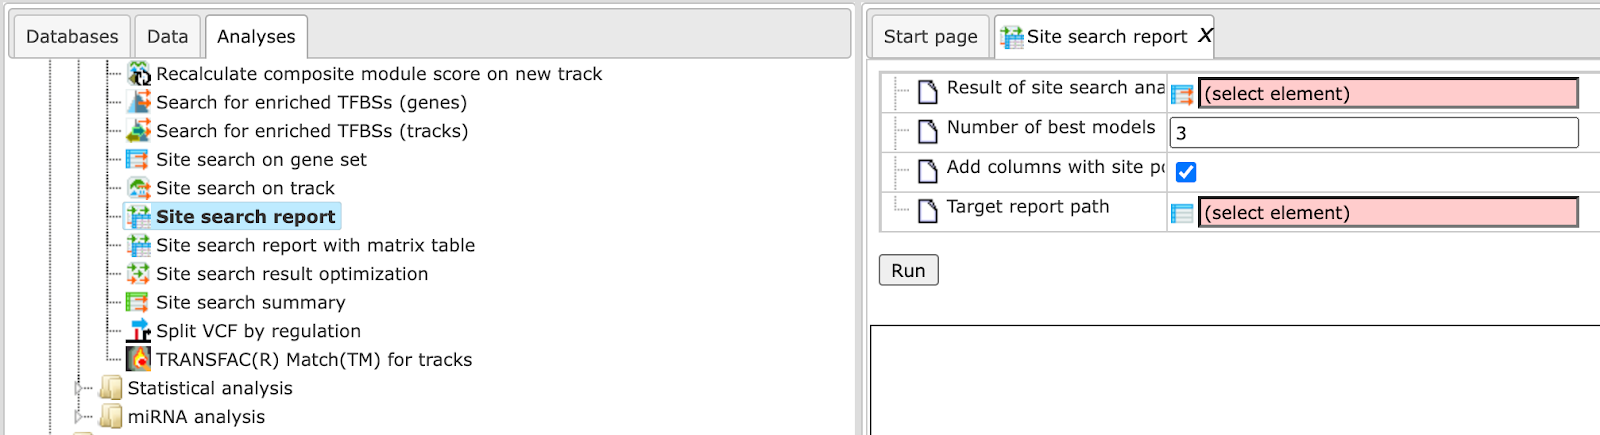 Databases
Data
Analyses
Recalculate composite module score on new track
Search for enriched TFBSs (genes)
Search for enriched TFBSs (tracks)
Site search on gene set
Site search on track
Site search report
Site search report with matrix table
Site search result optimization
Site search summary
Split VCF by regulation
TRANSFAC(R) Match(TM) for tracks
Statistical analysis
miRNA analysis
Start page
Site search report X
Result of site search ana
(select element)
Number of best models
3
Add columns with site po
Target report path
(select element)
Run